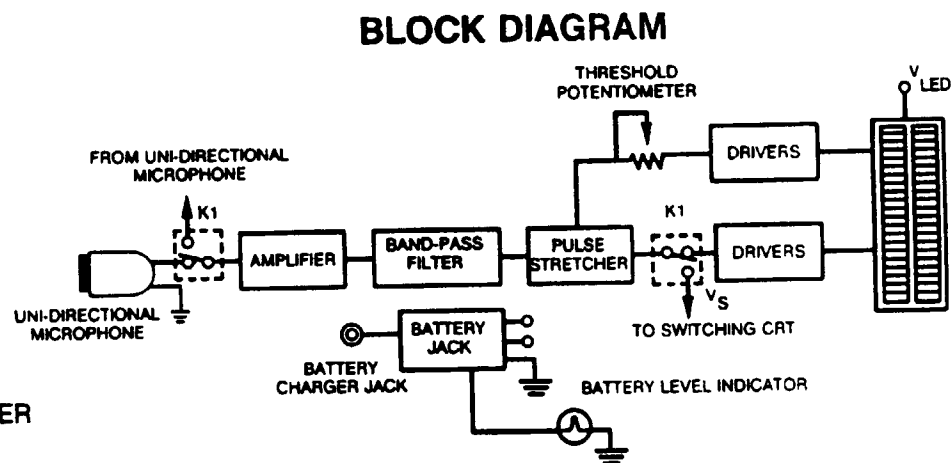 BLOCK DIAGRAM
THRESHOLD
POTENTIOMETER
V
LED
FROM UNI-DIRECTIONAL
MICROPHONE
DRIVERS
K1
K1
AMPLIFIER
BAND-PASS
FILTER
PULSE
STRETCHER
DRIVERS
UNI-DIRECTIONAL
MICROPHONE
VS
TO SWITCHING CRT
BATTERY
JACK
BATTERY
CHARGER JACK
BATTERY LEVEL INDICATOR
ER